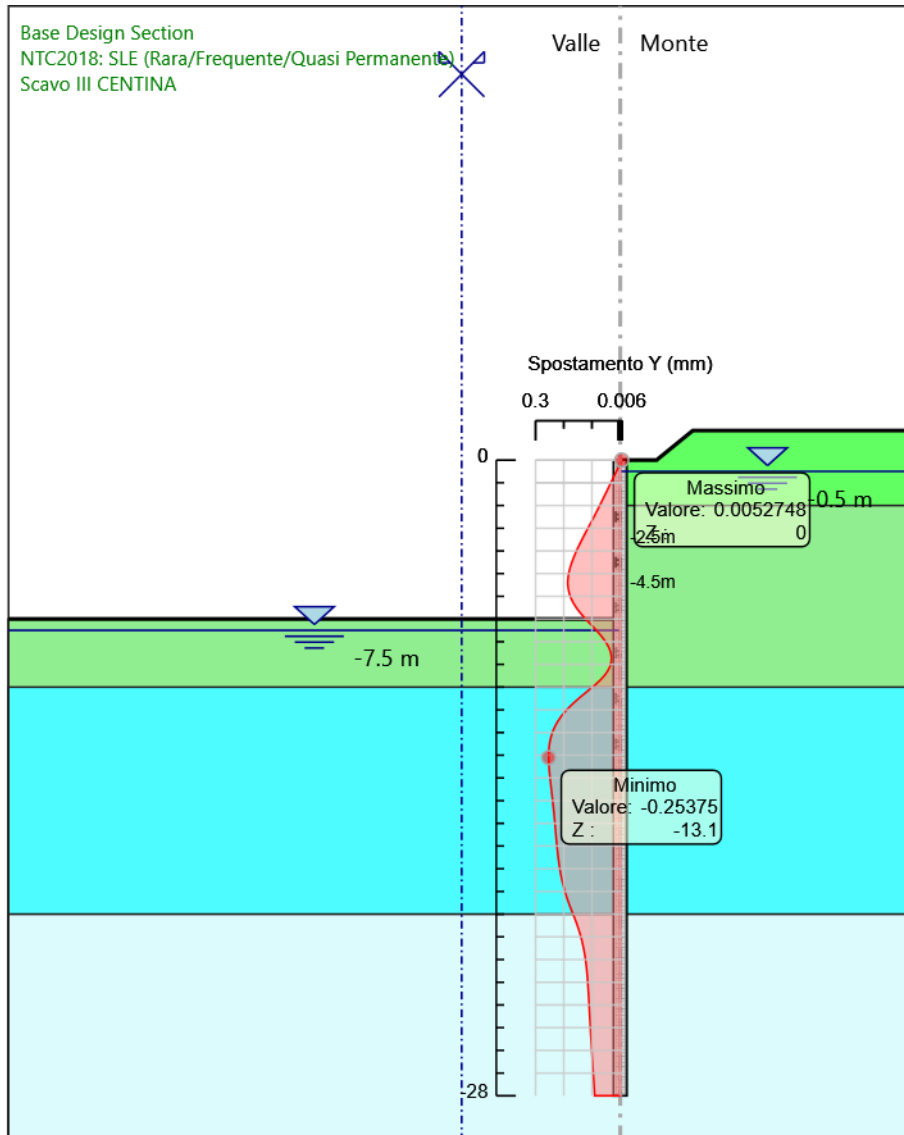 Base Design Section
NTC2018: SLE (Rara/Frequente/Quasi Permanente)
Scavo III CENTINA
Valle Monte
Spostamento Y (mm)
0.3 0.006
0
Massimo
Valore: 0.0052748
Z : 0
-0.5 m
-2.5m
-4.5m
-7.5 m
Minimo
Valore: -0.25375
Z : -13.1
-28